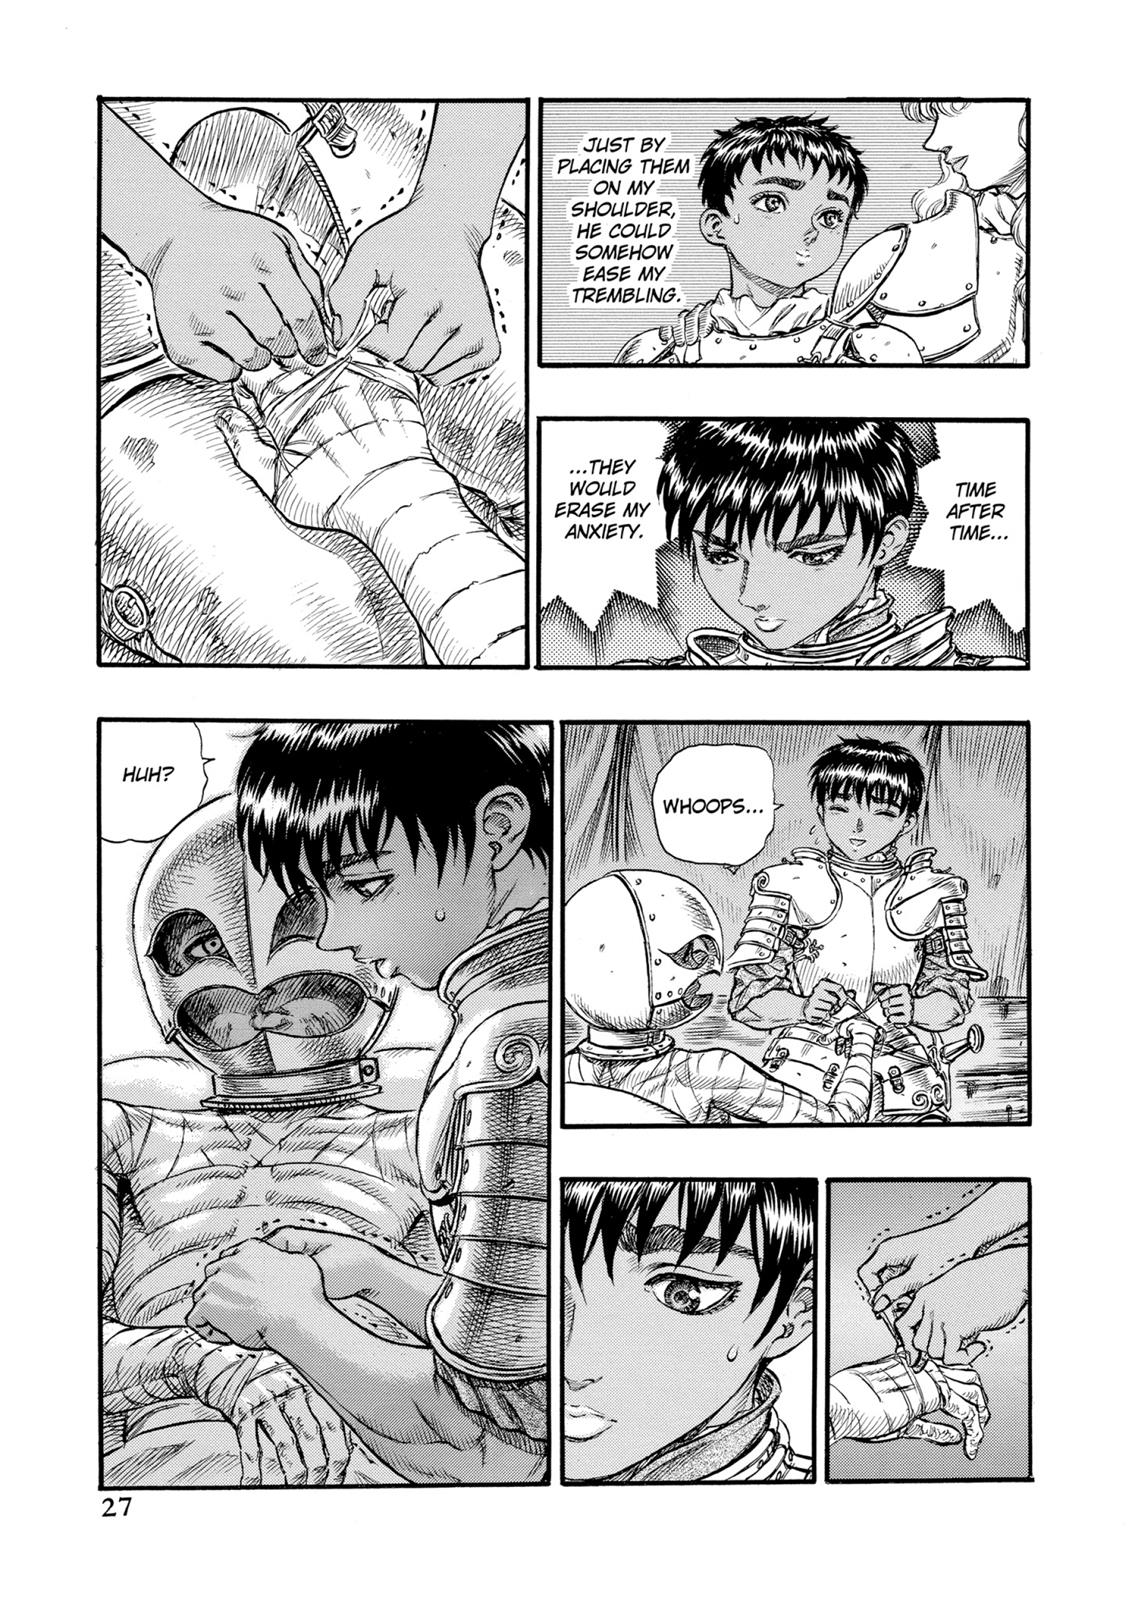 JUST BY
PLACING THEM
ON MY
SHOULDER,
HE COULD
SOMEHOW
EASE MY
TREMBLING.
TIME
AFTER
TIME...
...THEY
WOULD
ERASE MY
ANXIETY.
WHOOPS...
HUH?
27